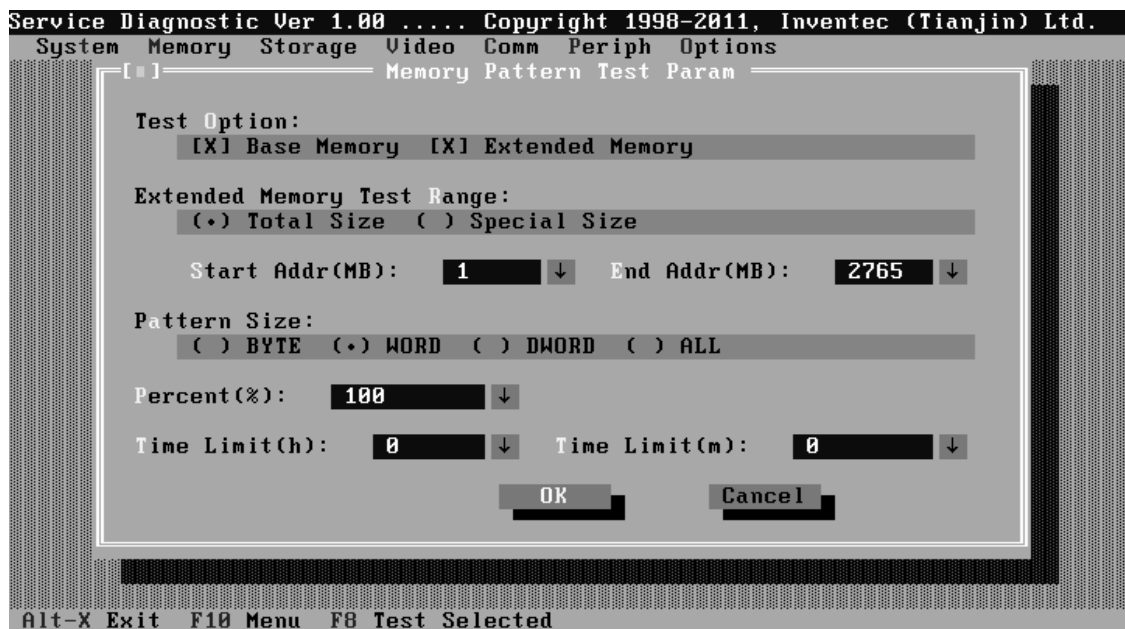 Service Diagnostic Ver 1.00 ..... Copyright 1998-2011, Inventec (Tianjin) Ltd.
System Memory Storage Video Comm Periph Options
[■] Memory Pattern Test Param
Test Option:
[X] Base Memory [X] Extended Memory
Extended Memory Test Range:
(•) Total Size ( ) Special Size
Start Addr(MB): 1 ↓ End Addr(MB): 2765 ↓
Pattern Size:
( ) BYTE (•) WORD ( ) DWORD ( ) ALL
Percent(%): 100 ↓
Time Limit(h): 0 ↓ Time Limit(m): 0 ↓
OK Cancel
Alt-X Exit F10 Menu F8 Test Selected